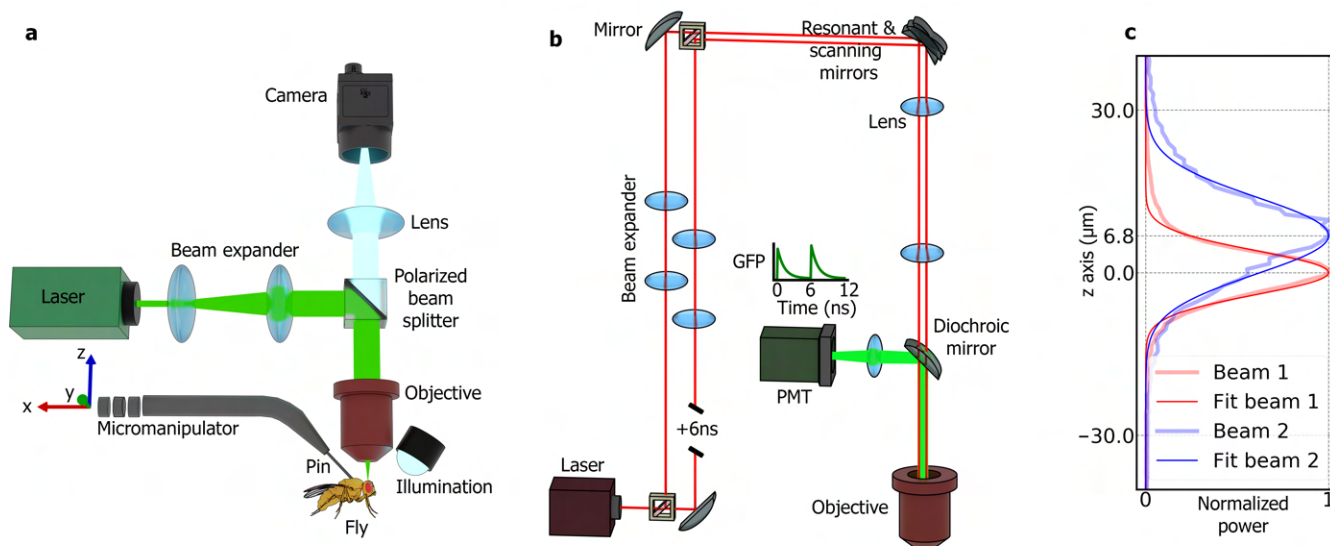 a
Camera
Lens
Beam expander
Laser
Polarized
beam
splitter
z
y
x
Objective
Micromanipulator
Pin
Illumination
Fly
b
Mirror
Resonant &
scanning
mirrors
Lens
Beam expander
GFP
0 6 12
Time (ns)
Diochroic
mirror
PMT
+6ns
Laser
Objective
c
z axis (µm)
30.0
6.8
0.0
−30.0
Beam 1
Fit beam 1
Beam 2
Fit beam 2
0 1
Normalized
power